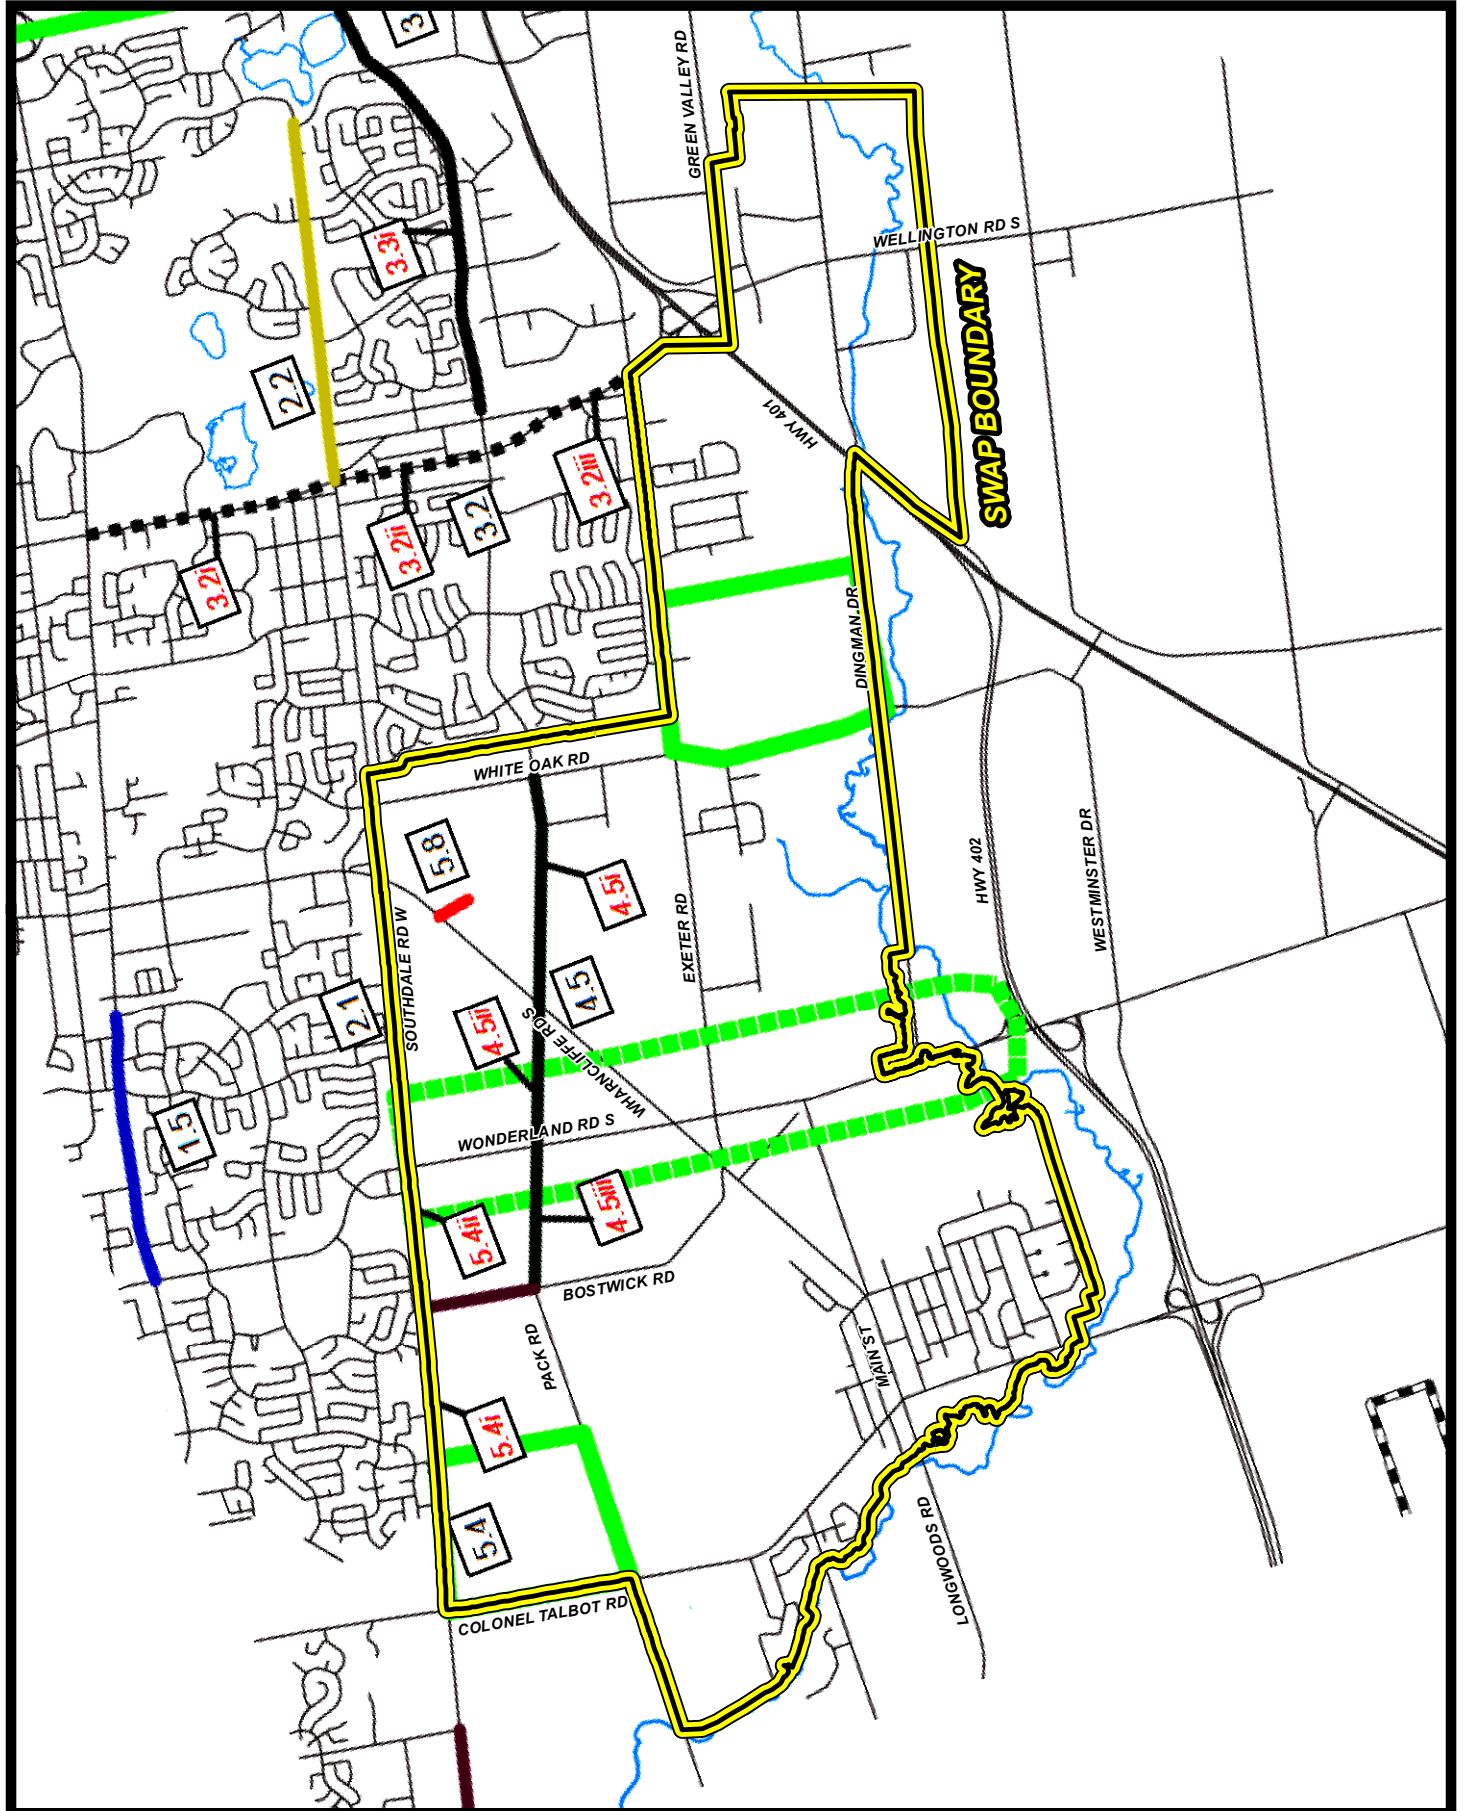 3
GREEN VALLEY RD
3.3i
WELLINGTON RD S
SWAP BOUNDARY
2.2
HWY 401
3.2iii
3.2
3.2ii
3.2i
DINGMAN DR
WHITE OAK RD
5.8
4.5i
HWY 402
WESTMINSTER DR
EXETER RD
SOUTHDALE RD W
4.5
2.1
4.5ii
WHARNCLIFFE RD S
1.5
WONDERLAND RD S
4.5iii
5.4ii
BOSTWICK RD
PACK RD
MAIN ST
5.4i
5.4
LONGWOODS RD
COLONEL TALBOT RD